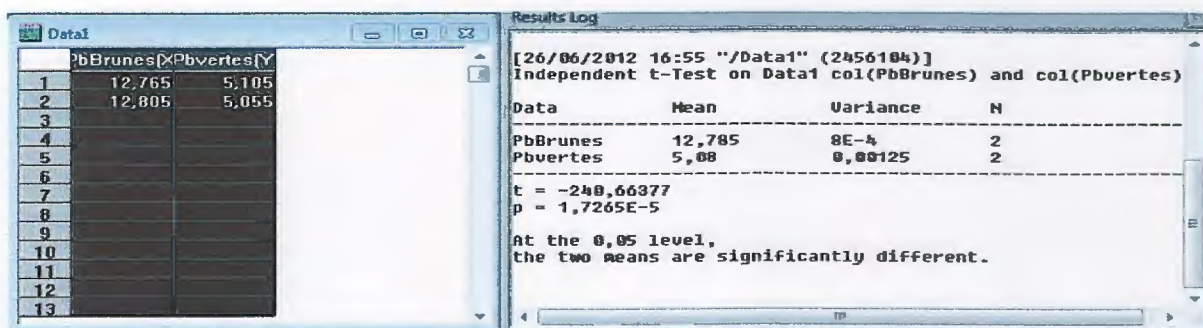 Data1
PbBrunes[X Pbvertes[Y
1 12,765 5,105
2 12,805 5,055
3
4
5
6
7
8
9
10
11
12
13
Results Log
[26/06/2012 16:55 "/Data1" (2456104)]
Independent t-Test on Data1 col(PbBrunes) and col(Pbvertes)
Data Mean Variance N
PbBrunes 12,785 8E-4 2
Pbvertes 5,08 0,00125 2
t = -240,66377
p = 1,7265E-5
At the 0,05 level,
the two means are significantly different.